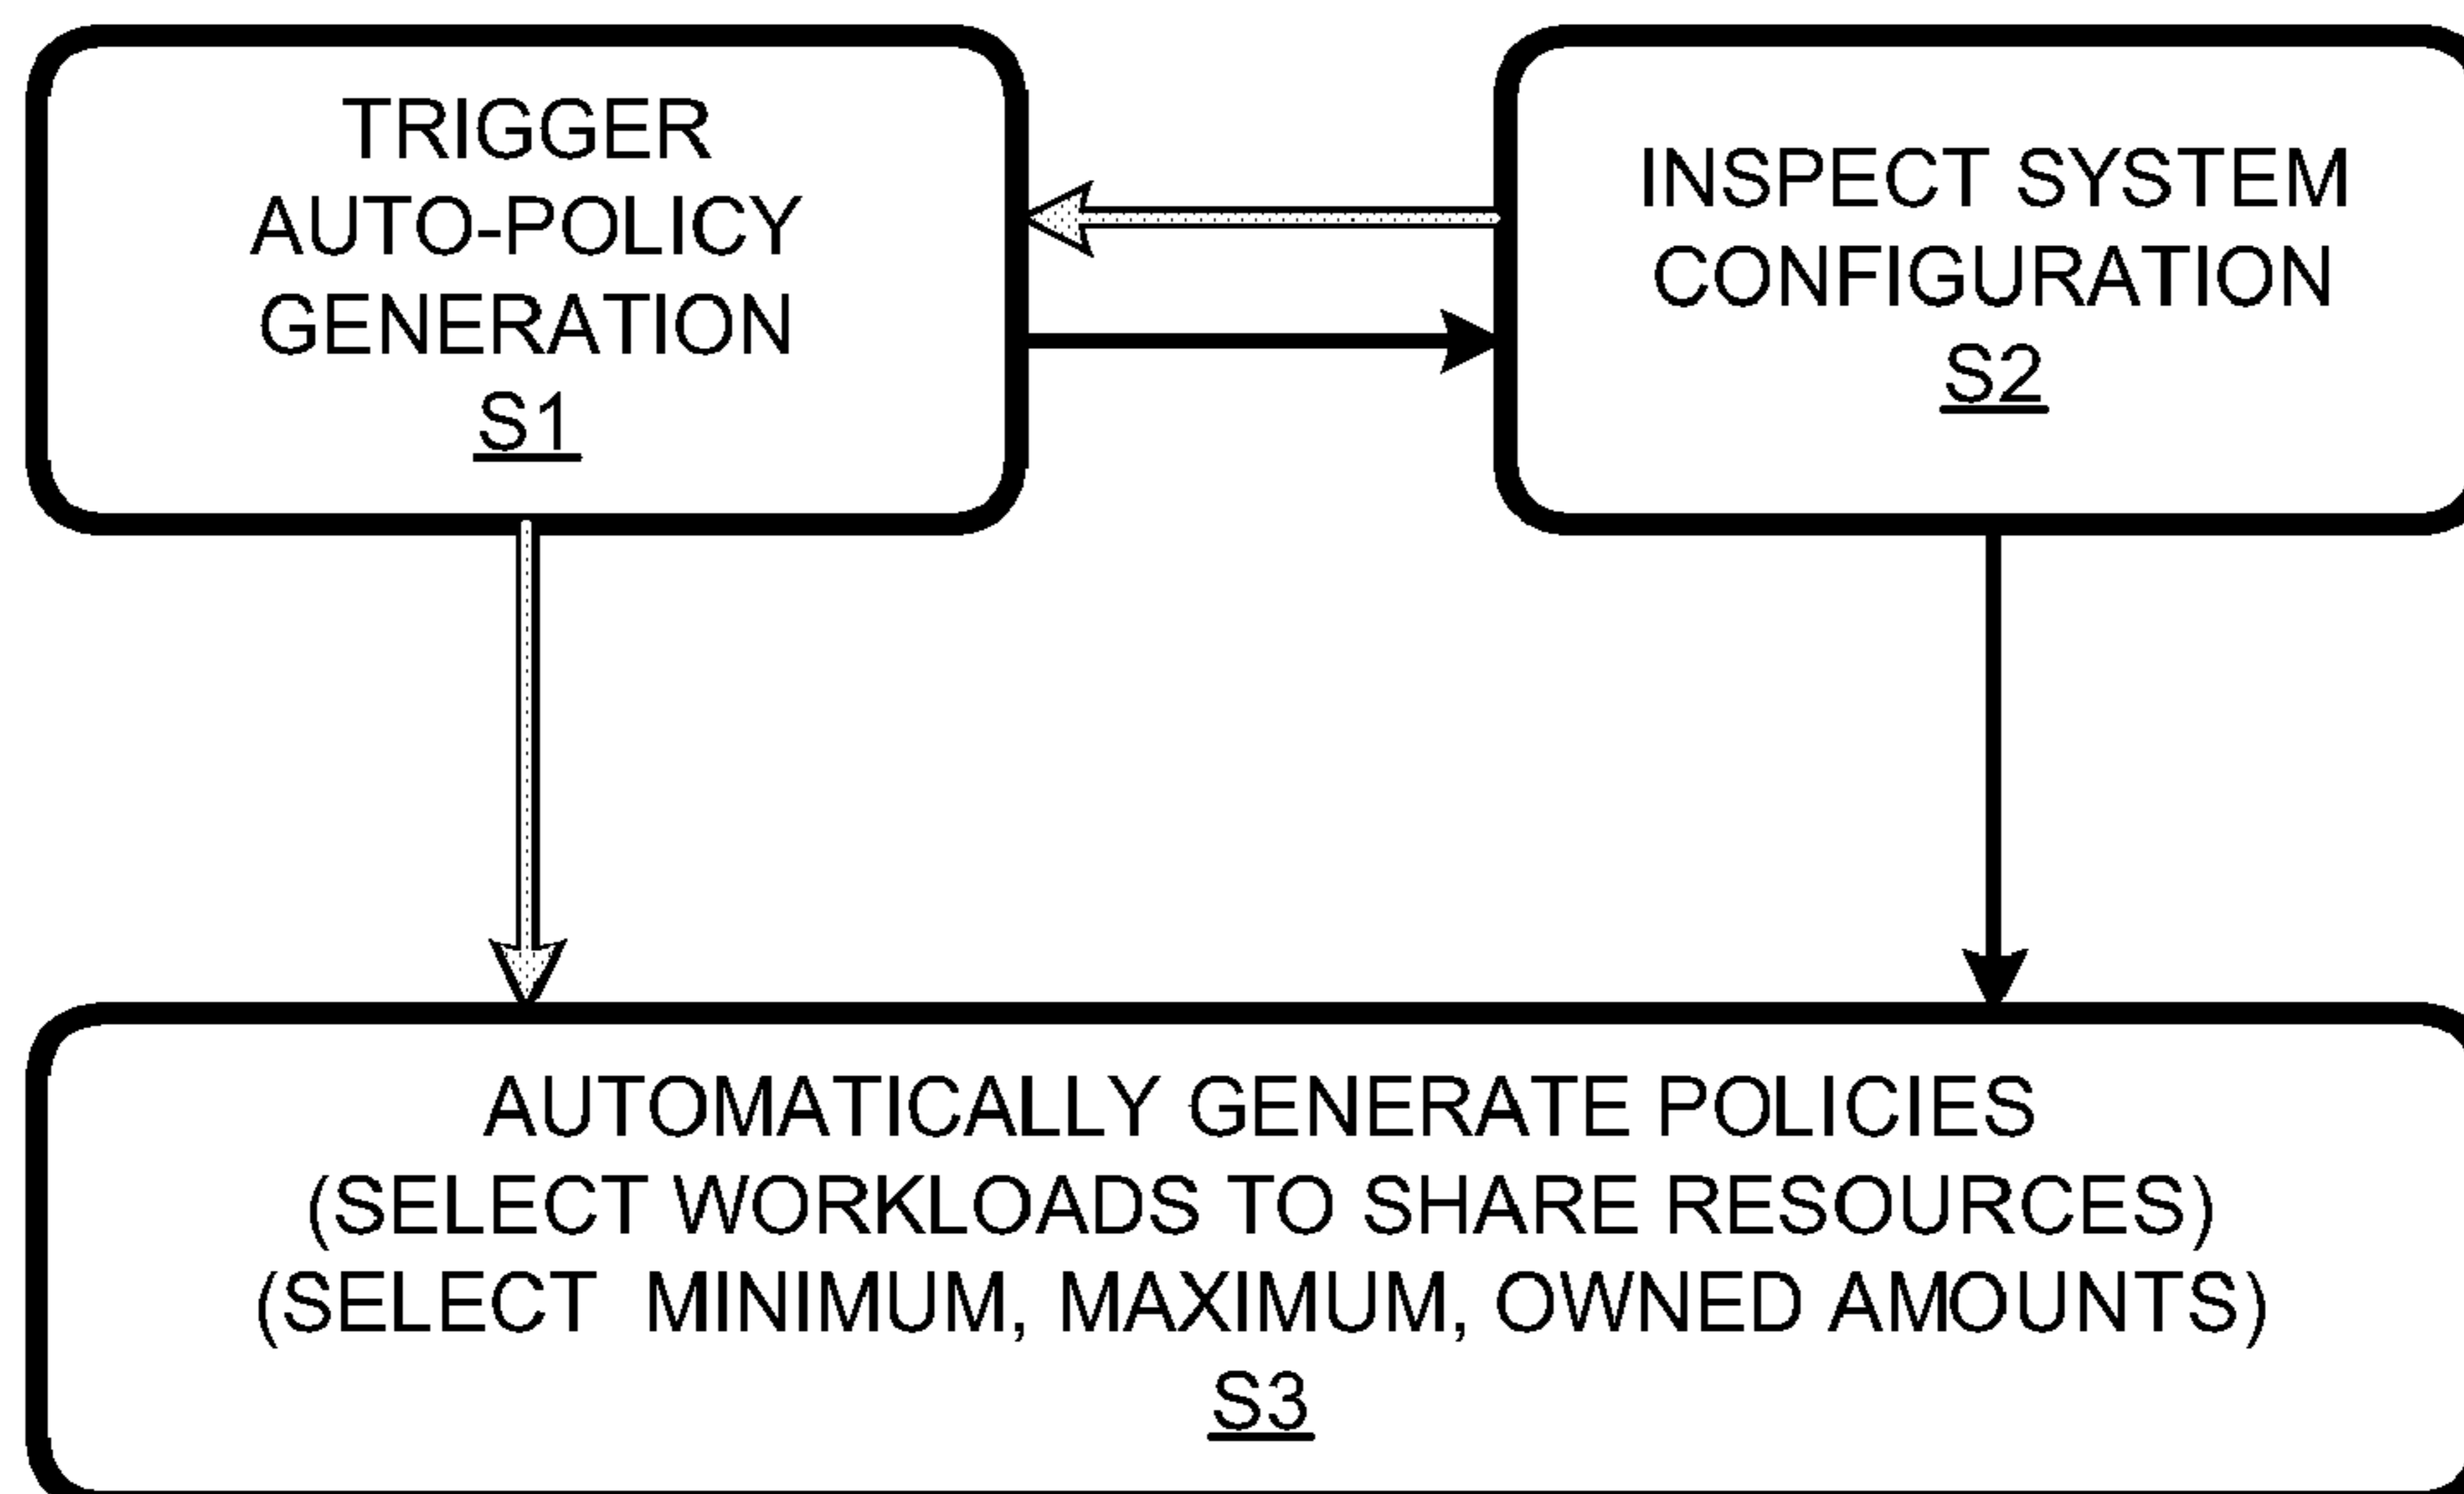 TRIGGER
AUTO-POLICY
GENERATION
S1
INSPECT SYSTEM
CONFIGURATION
S2
AUTOMATICALLY GENERATE POLICIES
(SELECT WORKLOADS TO SHARE RESOURCES)
(SELECT MINIMUM, MAXIMUM, OWNED AMOUNTS)
S3